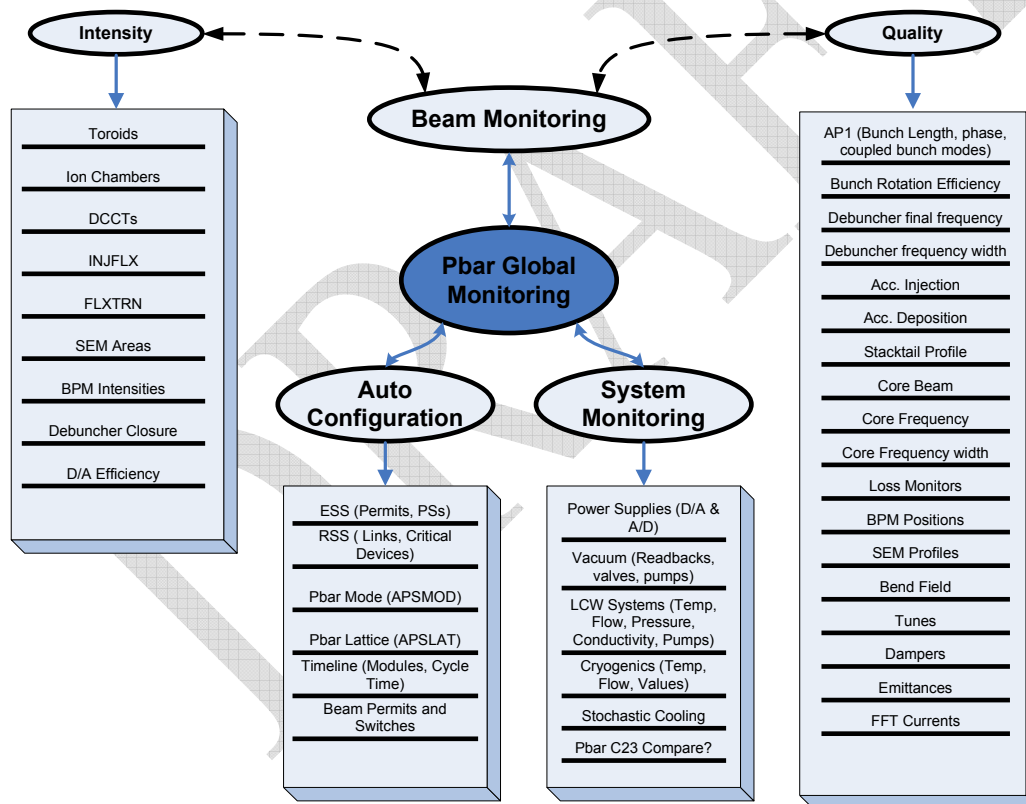 Intensity
Quality
Beam Monitoring
Pbar Global
Monitoring
Auto
Configuration
System
Monitoring
Toroids
Ion Chambers
DCCTs
INJFLX
FLXTRN
SEM Areas
BPM Intensities
Debuncher Closure
D/A Efficiency
ESS (Permits, PSs)
RSS ( Links, Critical
Devices)
Pbar Mode (APSMOD)
Pbar Lattice (APSLAT)
Timeline (Modules, Cycle
Time)
Beam Permits and
Switches
Power Supplies (D/A &
A/D)
Vacuum (Readbacks,
valves, pumps)
LCW Systems (Temp,
Flow, Pressure,
Conductivity, Pumps)
Cryogenics (Temp,
Flow, Values)
Stochastic Cooling
Pbar C23 Compare?
AP1 (Bunch Length, phase,
coupled bunch modes)
Bunch Rotation Efficiency
Debuncher final frequency
Debuncher frequency width
Acc. Injection
Acc. Deposition
Stacktail Profile
Core Beam
Core Frequency
Core Frequency width
Loss Monitors
BPM Positions
SEM Profiles
Bend Field
Tunes
Dampers
Emittances
FFT Currents